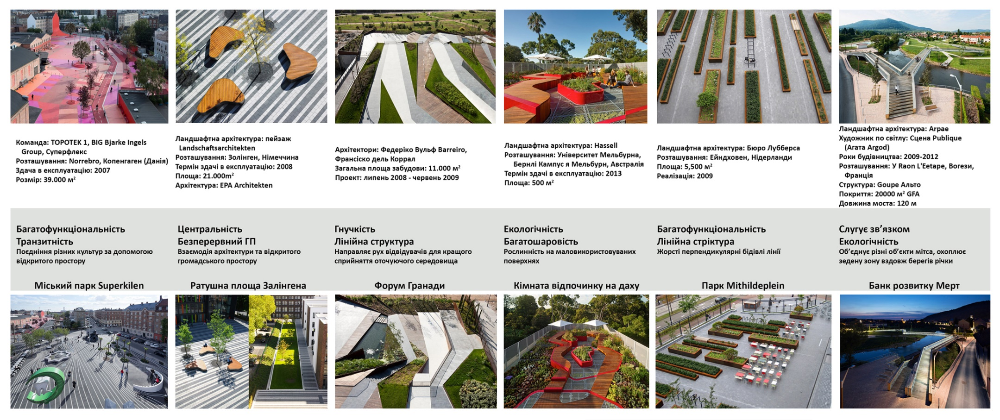 Команда: TOPOTEK 1, BIG Bjarke Ingels
Group, Суперфлекс
Розташування: Norrebro, Копенгаген (Данія)
Здача в експлуатацію: 2007
Розмір: 39.000 м²
Ландшафтна архітектура: пейзаж
Landschaftsarchitekten
Розташування: Золінген, Німеччина
Термін здачі в експлуатацію: 2008
Площа: 21.000m²
Архітектура: EPA Architekten
Архітектори: Федеріко Вульф Barreiro,
Франсіско дель Коррал
Загальна площа забудови: 11.000 м²
Проект: липень 2008 - червень 2009
Ландшафтна архітектура: Hassell
Розташування: Університет Мельбурна,
Бернлі Кампус я Мельбурн, Австралія
Термін здачі в експлуатацію: 2013
Площа: 500 м²
Ландшафтна архітектура: Бюро Лубберса
Розташування: Ейндховен, Нідерланди
Площа: 5,500 м²
Реалізація: 2009
Ландшафтна архітектура: Arpae
Художник по світлу: Сцена Publique
(Агата Argod)
Роки будівництва: 2009-2012
Розташування: У Raon L'Eetape, Вогези,
Франція
Структура: Goupe Альто
Покриття: 20000 м² GFA
Довжина моста: 120 м
Багатофункціональність
Транзитність
Поєдніння різних культур за допомогою
відкритого простору
Міський парк Superkilen
Центральність
Безперервний ГП
Взаємодія архітектури та відкритого
громадського простору
Ратушна площа Залінгена
Гнучкість
Лінійна структура
Направляє рух відвідувачів для кращого
сприйняття оточуючого середовища
Форум Гранади
Екологічність
Багатошаровість
Рослинність на маловикористовуваних
поверхнях
Кімната відпочинку на даху
Багатофункціональність
Лінійна стріктура
Жорсті перпендикулярні бідівлі лінії
Парк Mithildeplein
Слугує зв’язком
Екологічність
Об’єднує різні об’єкти мітса, охоплює
зедену зону вздовж берегів річки
Банк розвитку Мерт